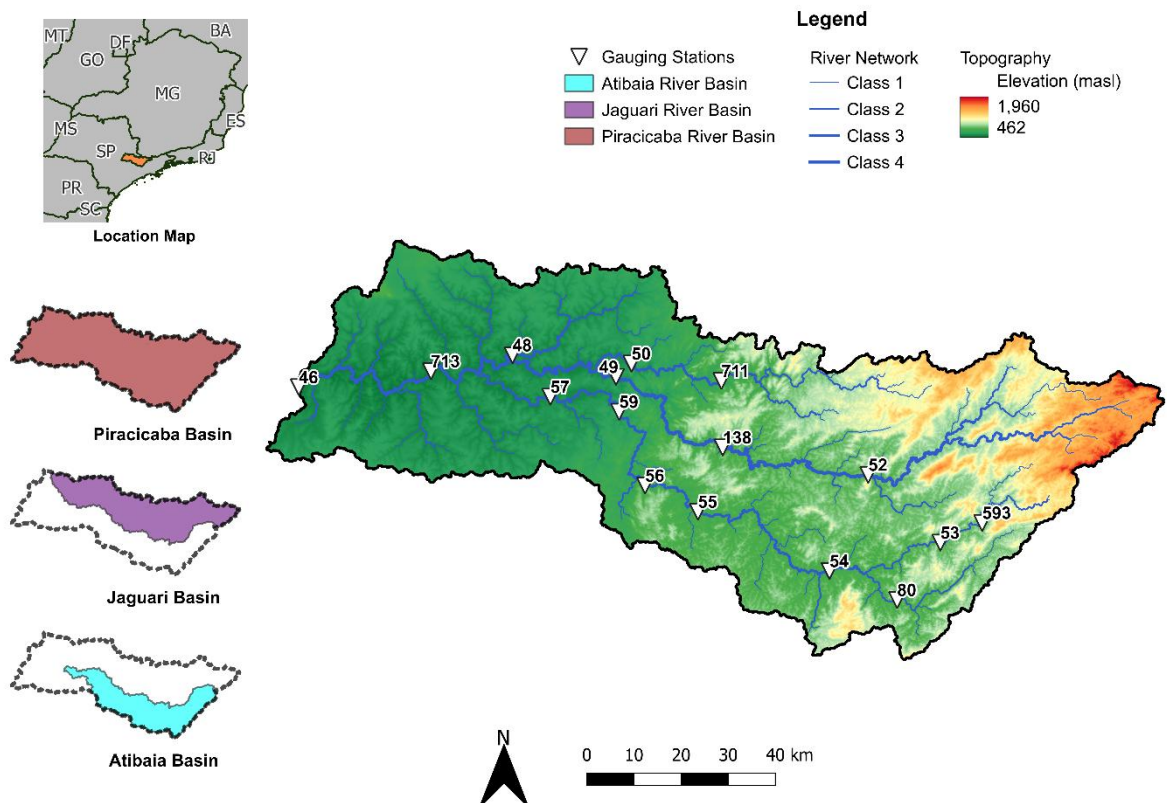 Legend
Gauging Stations
Atibaia River Basin
Jaguari River Basin
Piracicaba River Basin
River Network
Class 1
Class 2
Class 3
Class 4
Topography
Elevation (masl)
1,960
462
MT
DF
BA
GO
MG
ES
MS
SP
RJ
PR
SC
Location Map
Piracicaba Basin
Jaguari Basin
Atibaia Basin
46
713
48
50
49
57
59
711
138
52
56
55
593
53
54
80
N
0 10 20 30 40 km